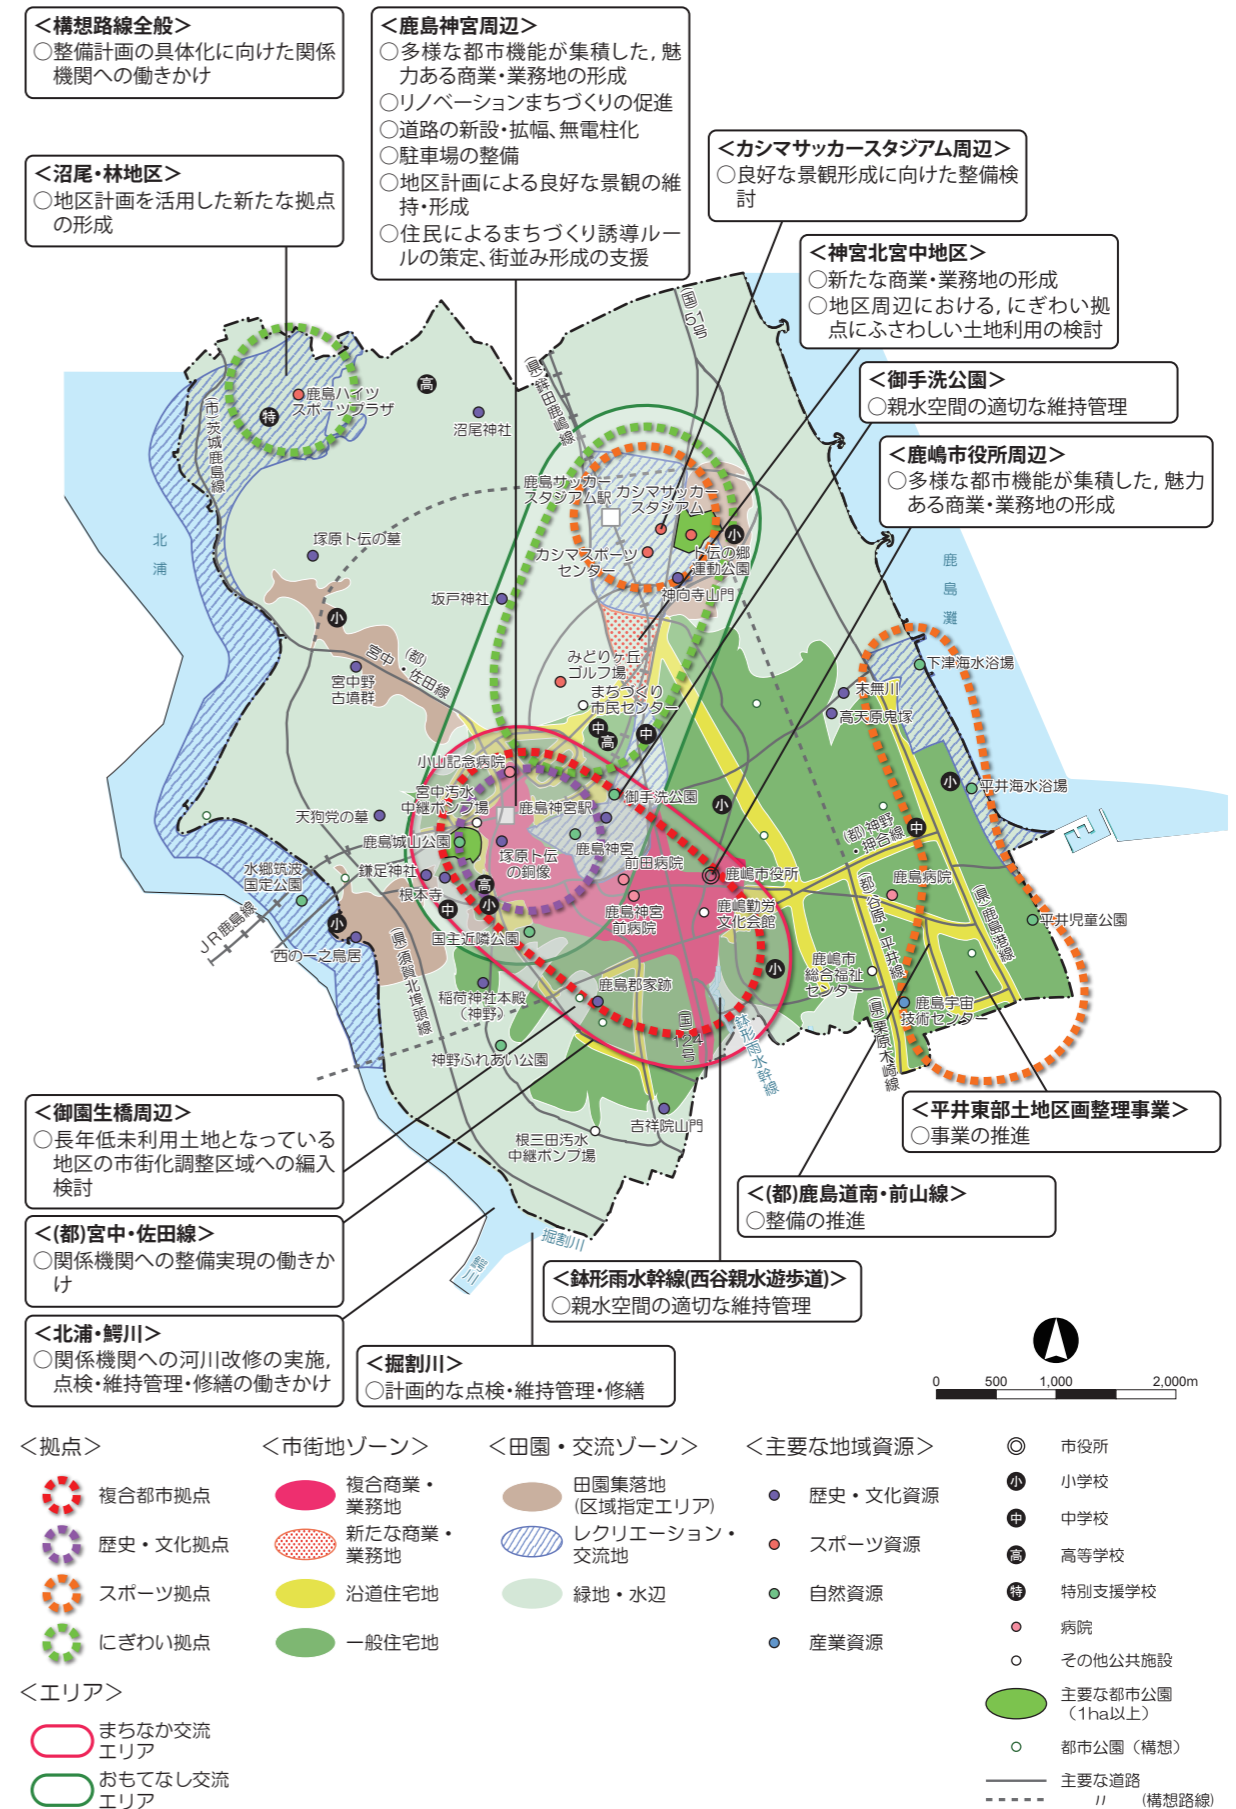 ＜構想路線全般＞
○整備計画の具体化に向けた関係
機関への働きかけ
＜沼尾・林地区＞
○地区計画を活用した新たな拠点
の形成
＜鹿島神宮周辺＞
○多様な都市機能が集積した，魅
力ある商業・業務地の形成
○リノベーションまちづくりの促進
○道路の新設・拡幅、無電柱化
○駐車場の整備
○地区計画による良好な景観の維
持・形成
○住民によるまちづくり誘導ルー
ルの策定、街並み形成の支援
＜カシマサッカースタジアム周辺＞
○良好な景観形成に向けた整備検
討
＜神宮北宮中地区＞
○新たな商業・業務地の形成
○地区周辺における，にぎわい拠
点にふさわしい土地利用の検討
＜御手洗公園＞
○親水空間の適切な維持管理
＜鹿嶋市役所周辺＞
○多様な都市機能が集積した，魅力
ある商業・業務地の形成
(国)51号
(県)鉾田鹿嶋線
高
鹿島ハイツ
スポーツプラザ
特
(市)茨城鹿島線
沼尾神社
鹿島サッカー
スタジアム駅
カシマサッカー
スタジアム
小
カシマスポーツ
センター
卜伝の郷
運動公園
神向寺山門
北浦
塚原卜伝の墓
坂戸神社
鹿島灘
小
宮中・佐田線
(都)
宮中野
古墳群
みどりヶ丘
ゴルフ場
まちづくり
市民センター
中
高
中
下津海水浴場
末無川
高天原鬼塚
小山記念病院
宮中汚水
中継ポンプ場
鹿島神宮駅
御手洗公園
小
小
平井海水浴場
天狗党の墓
鹿島城山公園
塚原卜伝
の銅像
鹿島神宮
前田病院
(都)神野
・押合線
中
水郷筑波
国定公園
鎌足神社
根本寺
高
小
中
鹿嶋市役所
鹿島病院
鹿島神宮
前病院
鹿嶋勤労
文化会館
(都)谷原・平井線
(県)鹿島港線
平井児童公園
JR鹿島線
小
西の一之鳥居
(県)須賀北埠頭線
国主近隣公園
鹿嶋市
総合福祉
センター
小
稲荷神社本殿
（神野）
鹿島郡家跡
(国)124号
鉢形雨水幹線
(県)粟原木崎線
鹿島宇宙
技術センター
神野ふれあい公園
吉祥院山門
根三田汚水
中継ポンプ場
＜御園生橋周辺＞
○長年低未利用土地となっている
地区の市街化調整区域への編入
検討
＜(都)宮中・佐田線＞
○関係機関への整備実現の働きか
け
＜北浦・鰐川＞
○関係機関への河川改修の実施，
点検・維持管理・修繕の働きかけ
掘割川
鰐川
＜掘割川＞
○計画的な点検・維持管理・修繕
＜鉢形雨水幹線(西谷親水遊歩道)＞
○親水空間の適切な維持管理
＜(都)鹿島道南・前山線＞
○整備の推進
＜平井東部土地区画整理事業＞
○事業の推進
0 500 1,000 2,000m
＜拠点＞
複合都市拠点
歴史・文化拠点
スポーツ拠点
にぎわい拠点
＜エリア＞
まちなか交流
エリア
おもてなし交流
エリア
＜市街地ゾーン＞
複合商業・
業務地
新たな商業・
業務地
沿道住宅地
一般住宅地
＜田園・交流ゾーン＞
田園集落地
(区域指定エリア)
レクリエーション・
交流地
緑地・水辺
＜主要な地域資源＞
歴史・文化資源
スポーツ資源
自然資源
産業資源
市役所
小 小学校
中 中学校
高 高等学校
特 特別支援学校
病院
その他公共施設
主要な都市公園
（1ha以上）
都市公園（構想）
主要な道路
〃 (構想路線)